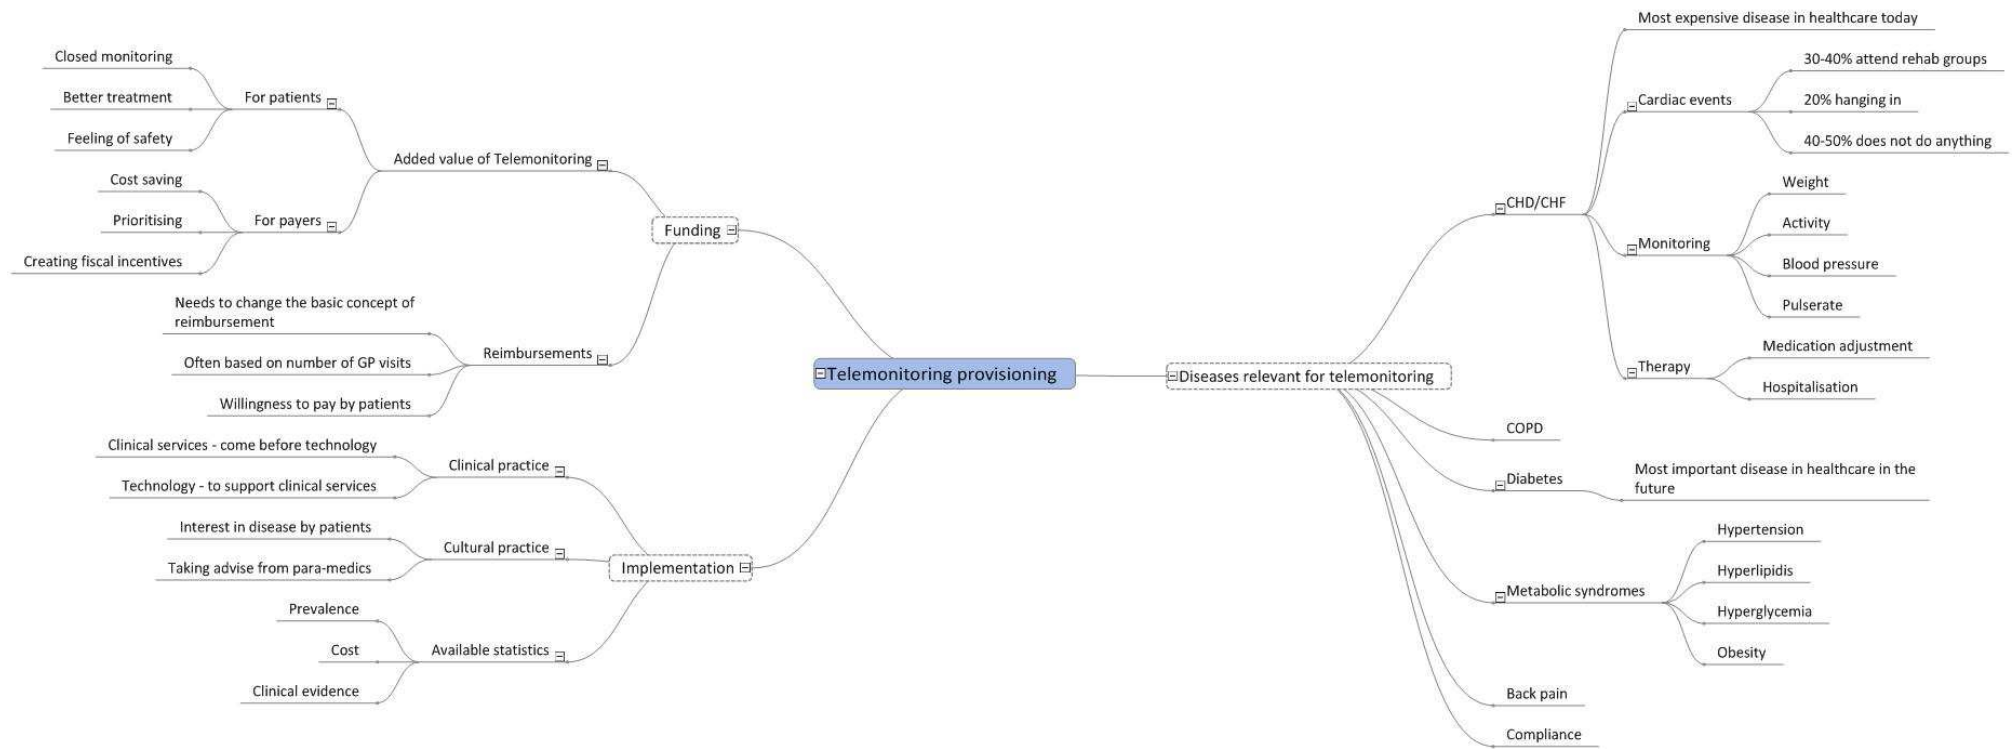 Telemonitoring provisioning
Funding
Added value of Telemonitoring
For patients
Closed monitoring
Better treatment
Feeling of safety
For payers
Cost saving
Prioritising
Creating fiscal incentives
Reimbursements
Needs to change the basic concept of
reimbursement
Often based on number of GP visits
Willingness to pay by patients
Implementation
Clinical practice
Clinical services - come before technology
Technology - to support clinical services
Cultural practice
Interest in disease by patients
Taking advise from para-medics
Available statistics
Prevalence
Cost
Clinical evidence
Diseases relevant for telemonitoring
CHD/CHF
Most expensive disease in healthcare today
Cardiac events
30-40% attend rehab groups
20% hanging in
40-50% does not do anything
Monitoring
Weight
Activity
Blood pressure
Pulserate
Therapy
Medication adjustment
Hospitalisation
COPD
Diabetes
Most important disease in healthcare in the
future
Metabolic syndromes
Hypertension
Hyperlipidis
Hyperglycemia
Obesity
Back pain
Compliance